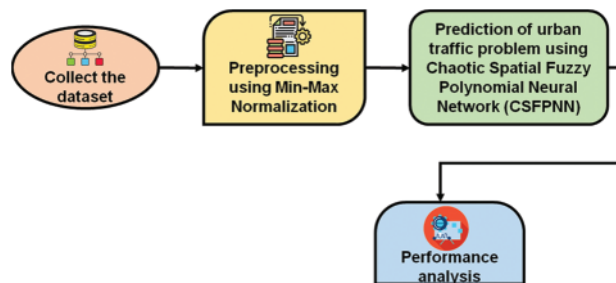 Collect the
dataset
Preprocessing
using Min-Max
Normalization
Prediction of urban
traffic problem using
Chaotic Spatial Fuzzy
Polynomial Neural
Network (CSFPNN)
Performance
analysis